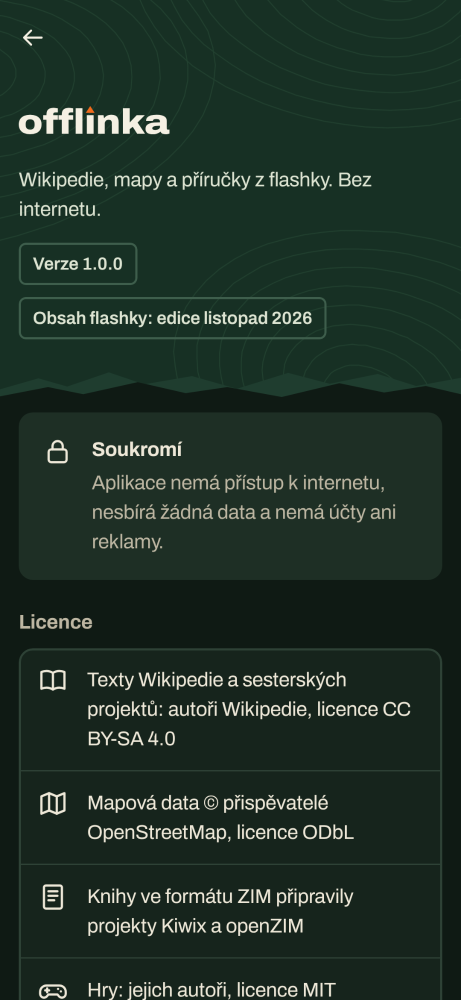 offlinka
Wikipedie, mapy a příručky z flashky. Bez
internetu.
Verze 1.0.0
Obsah flashky: edice listopad 2026
Soukromí
Aplikace nemá přístup k internetu,
nesbírá žádná data a nemá účty ani
reklamy.
Licence
Texty Wikipedie a sesterských
projektů: autoři Wikipedie, licence CC
BY-SA 4.0
Mapová data © přispěvatelé
OpenStreetMap, licence ODbL
Knihy ve formátu ZIM připravily
projekty Kiwix a openZIM
Hry: jejich autoři, licence MIT